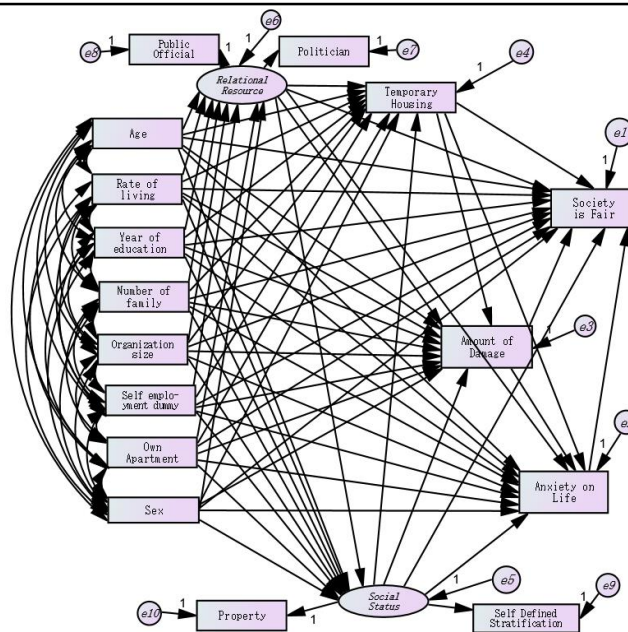 e8
1
Public
Official
1
e6
1
Politician
1
e7
Relational
Resource
e4
1
Temporary
Housing
e1
1
Society
is Fair
Age
Rate of
living
Year of
education
Number of
family
Organization
size
Self empl-
yment dummy
Own
Apartment
Sex
Amount of
Damage
e3
1
Anxiety on
Life
Social
Status
1
e5
e9
1
Self Defined
Stratification
e10
1
Property
1